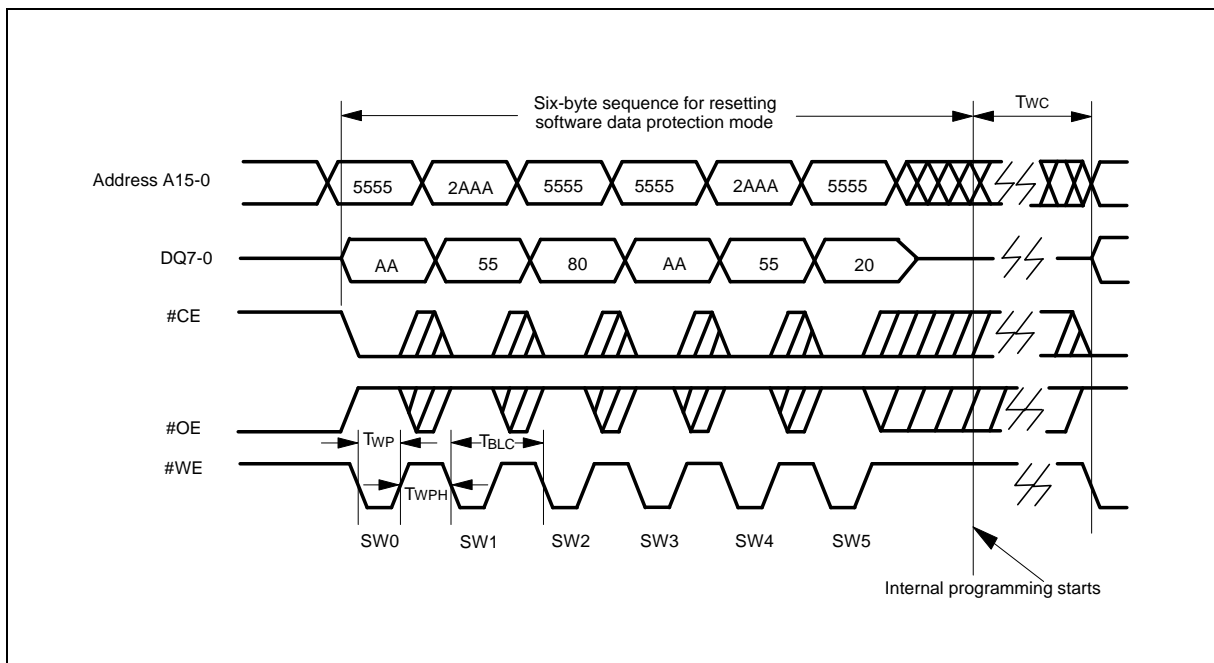 Six-byte sequence for resetting
software data protection mode
TWC
Address A15-0
5555
2AAA
5555
5555
2AAA
5555
DQ7-0
AA
55
80
AA
55
20
#CE
#OE
TWP
TBLC
#WE
TWPH
SW0
SW1
SW2
SW3
SW4
SW5
Internal programming starts